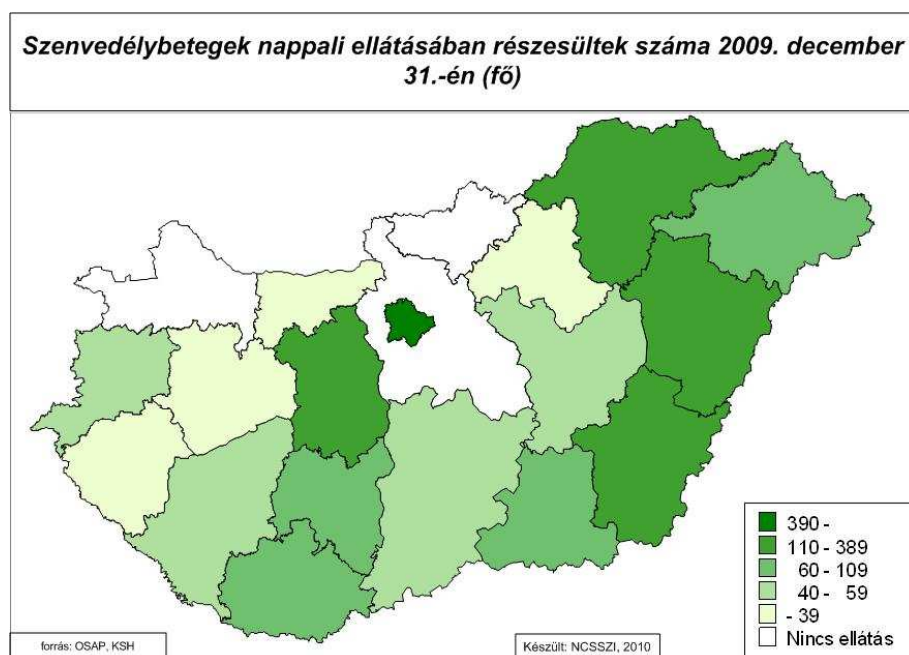 Szenvedélybetegek nappali ellátásában részesültek száma 2009. december
31.-én (fő)
390 -
110 - 389
60 - 109
40 - 59
- 39
Nincs ellátás
forrás: OSAP, KSH
Készült: NCSSZI, 2010